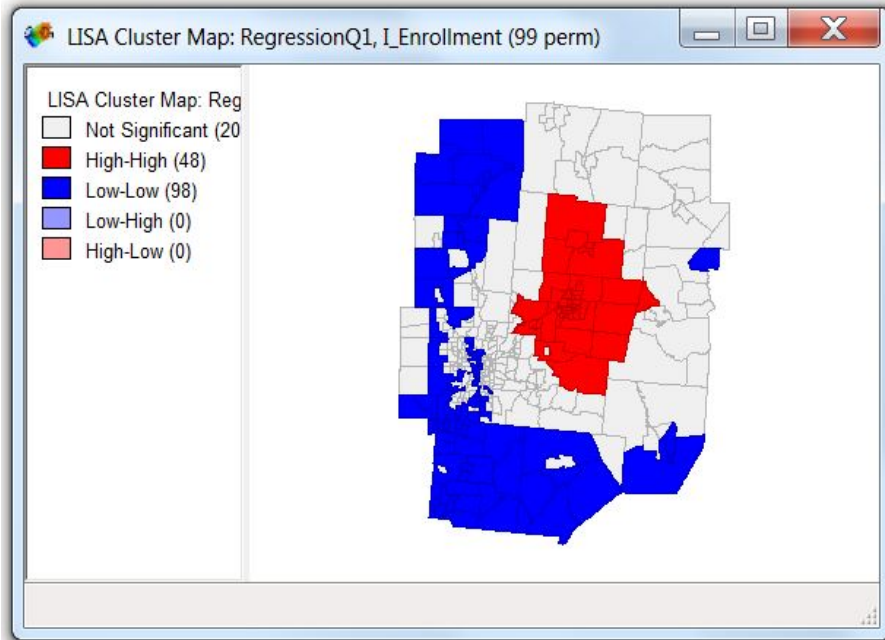 LISA Cluster Map: RegressionQ1, I_Enrollment (99 perm)
LISA Cluster Map: Reg
Not Significant (20
High-High (48)
Low-Low (98)
Low-High (0)
High-Low (0)